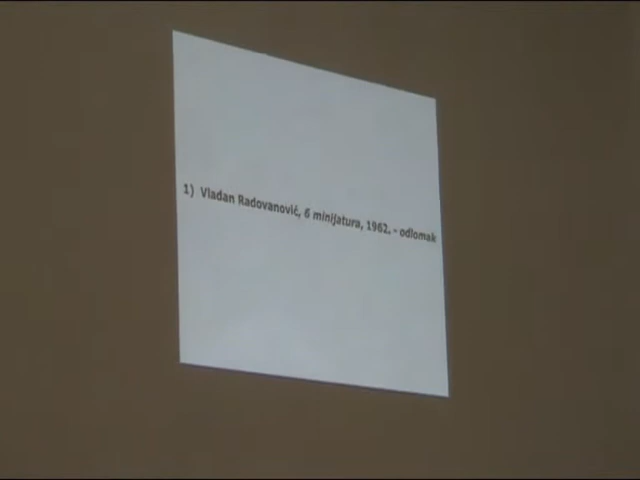 1) Vladan Radovanović, 6 minijatura, 1962. - odlomak